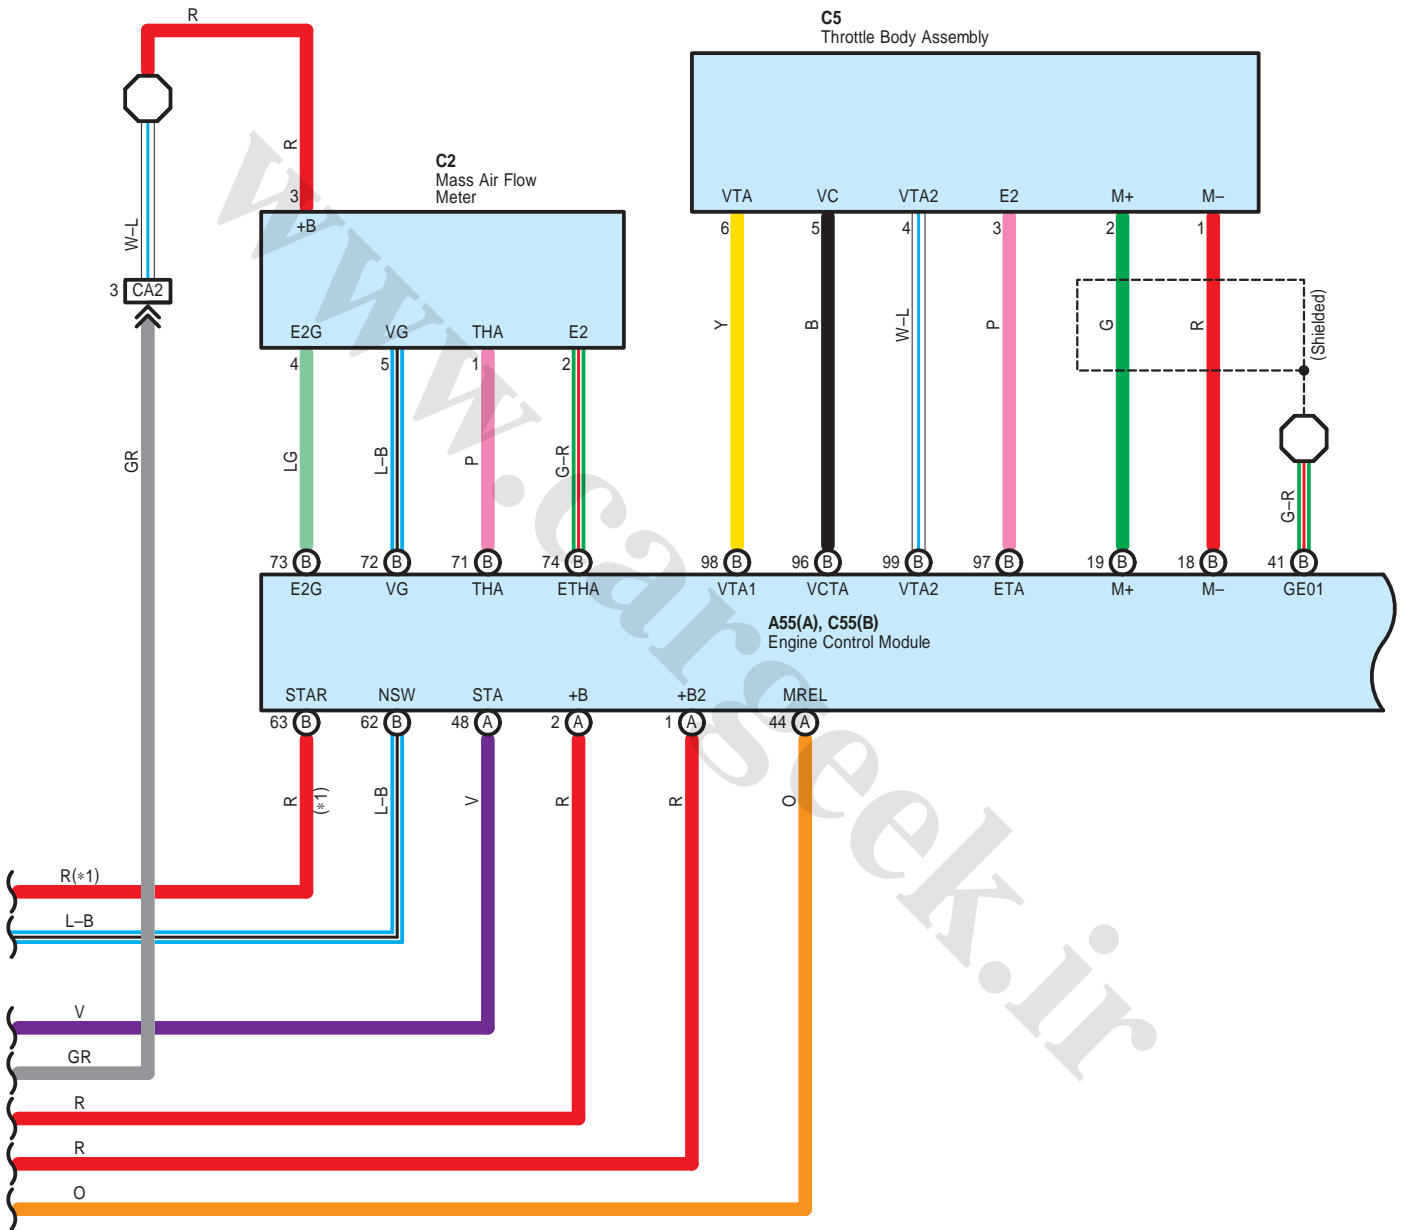 R
C5
Throttle Body Assembly
R
C2
Mass Air Flow
Meter
3
+B
VTA VC VTA2 E2 M+ M–
6 5 4 3 2 1
W–L
3 CA2
E2G VG THA E2
4 5 1 2
Y B W–L P G R (Shielded)
GR
LG L–B P G–R
G–R
73 B 72 B 71 B 74 B 98 B 96 B 99 B 97 B 19 B 18 B 41 B
E2G VG THA ETHA VTA1 VCTA VTA2 ETA M+ M– GE01
A55(A), C55(B)
Engine Control Module
STAR NSW STA +B +B2 MREL
63 B 62 B 48 A 2 A 1 A 44 A
R (*1) L–B V R R O
R(*1)
L–B
V
GR
R
R
O
www.cargeek.ir